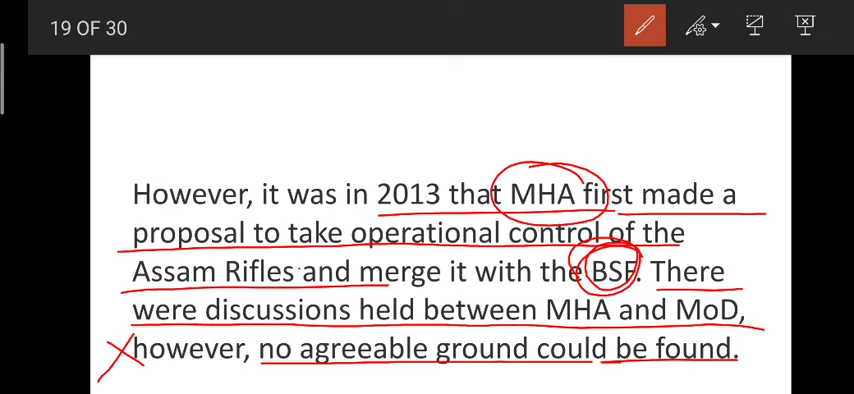 19 OF 30
However, it was in 2013 that MHA first made a
proposal to take operational control of the
Assam Rifles and merge it with the BSF. There
were discussions held between MHA and MoD,
however, no agreeable ground could be found.